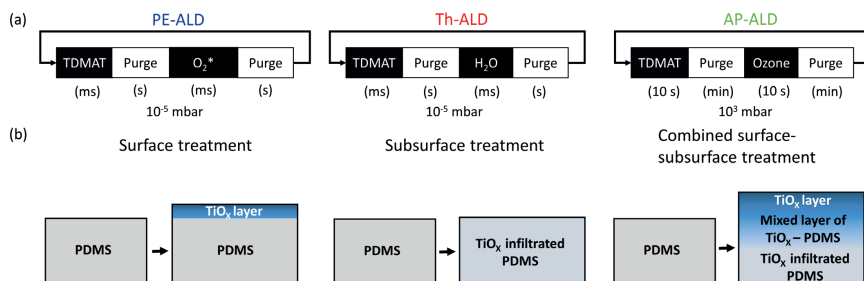 (a)
PE-ALD
Th-ALD
AP-ALD
TDMAT Purge O₂* Purge
TDMAT Purge H₂O Purge
TDMAT Purge Ozone Purge
(ms) (s) (ms) (s)
(ms) (s) (ms) (s)
(10 s) (min) (10 s) (min)
10⁻⁵ mbar
10⁻⁵ mbar
10³ mbar
(b)
Surface treatment
Subsurface treatment
Combined surface-
subsurface treatment
PDMS
TiOₓ layer
PDMS
PDMS
TiOₓ infiltrated
PDMS
PDMS
TiOₓ layer
Mixed layer of
TiOₓ – PDMS
TiOₓ infiltrated
PDMS